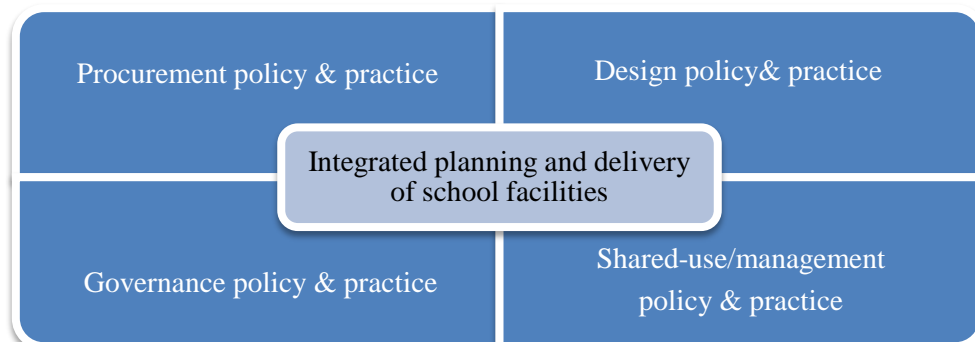 Procurement policy & practice
Design policy& practice
Integrated planning and delivery
of school facilities
Governance policy & practice
Shared-use/management
policy & practice